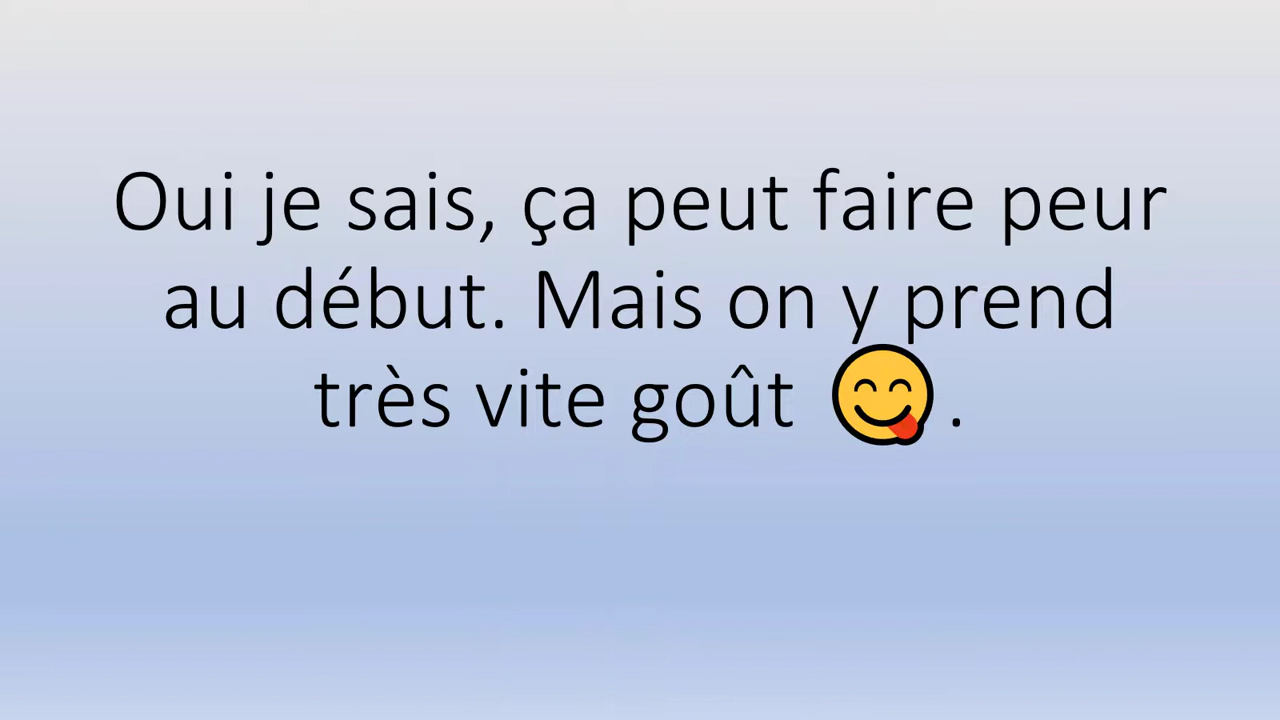 Oui je sais, ça peut faire peur
au début. Mais on y prend
très vite goût 😋.